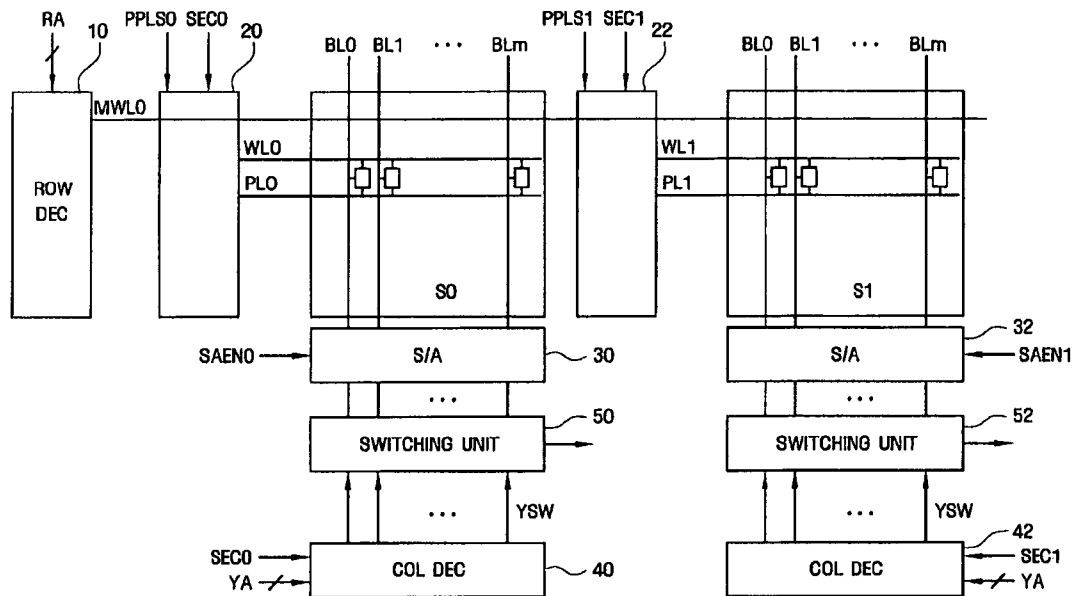 RA PPLS0 SEC0 PPLS1 SEC1
10 20 BL0 BL1 ... BLm 22 BL0 BL1 ... BLm
MWL0
WL0 WL1
PL0 PL1
ROW
DEC
S0 S1
SAEN0 S/A 30 S/A 32 SAEN1
... ...
SWITCHING UNIT 50 SWITCHING UNIT 52
... YSW ... YSW
SEC0 COL DEC 40 COL DEC 42 SEC1
YA YA